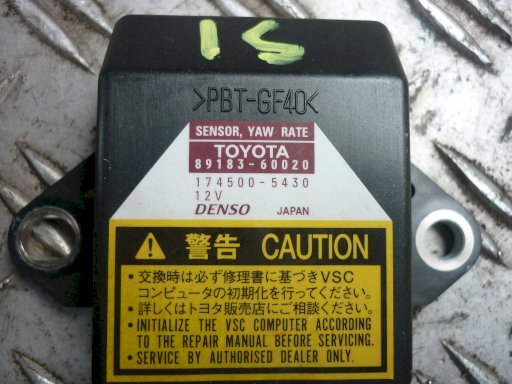 15
>PBT-GF40<
SENSOR, YAW RATE
TOYOTA
89183-60020
174500-5430
12V
DENSO JAPAN
警告 CAUTION
・交換時は必ず修理書に基づきVSC
コンピュータの初期化を行ってください。
・詳しくはトヨタ販売店にご相談ください。
・INITIALIZE THE VSC COMPUTER ACCORDING
TO THE REPAIR MANUAL BEFORE SERVICING.
・SERVICE BY AUTHORISED DEALER ONLY.